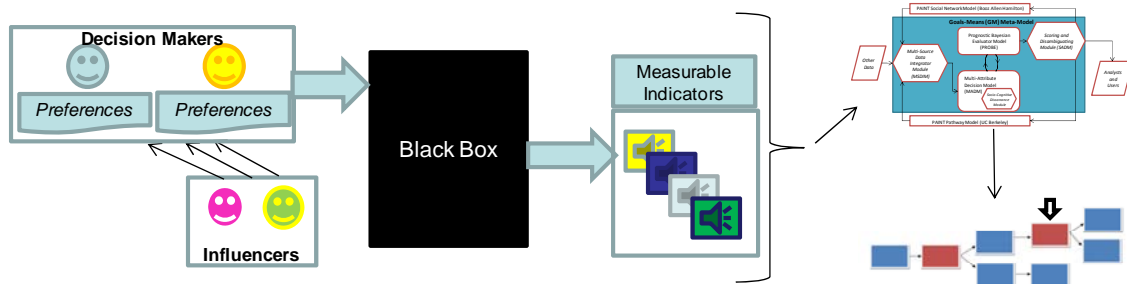 Decision Makers
Preferences
Preferences
Influencers
Black Box
Measurable
Indicators
PAINT Social Network Model (Booz Allen Hamilton)
Goals-Means (GM) Meta-Model
Other
Data
Multi-Source
Data
Integrator
Module
(MSDIM)
Prognostic Bayesian
Evaluator Model
(PROBE)
Multi-Attribute
Decision Model
(MADM)
Module
Scoring and
Disambiguating
Module (SADM)
Analysts
and
Users
PAINT Pathway Model (UC Berkeley)